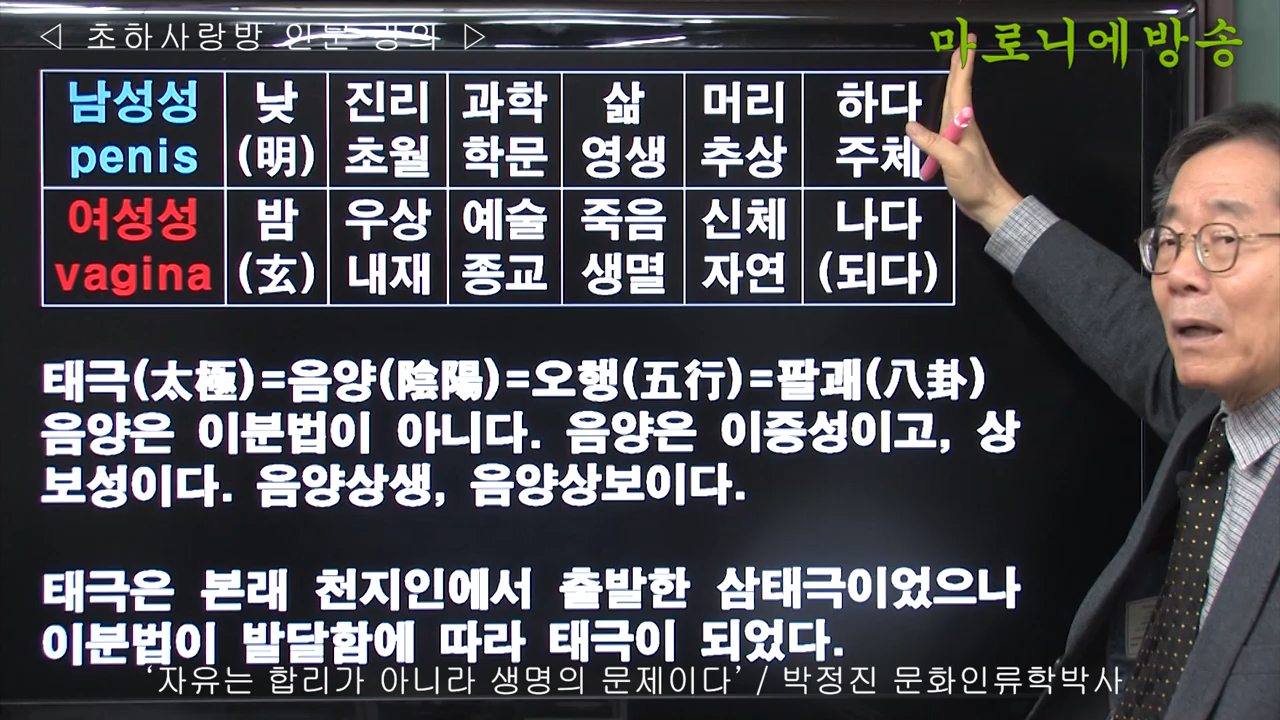 ◁ 초하사랑방 인문 강의 ▷
마로니에방송
남성성 낮 진리 과학 삶 머리 하다
penis (明) 초월 학문 영생 추상 주체
여성성 밤 우상 예술 죽음 신체 나다
vagina (玄) 내재 종교 생멸 자연 (되다)
태극(太極)=음양(陰陽)=오행(五行)=팔괘(八卦)
음양은 이분법이 아니다. 음양은 이중성이고, 상
보성이다. 음양상생, 음양상보이다.
태극은 본래 천지인에서 출발한 삼태극이었으나
이분법이 발달함에 따라 태극이 되었다.
‘자유는 합리가 아니라 생명의 문제이다’ / 박정진 문화인류학박사